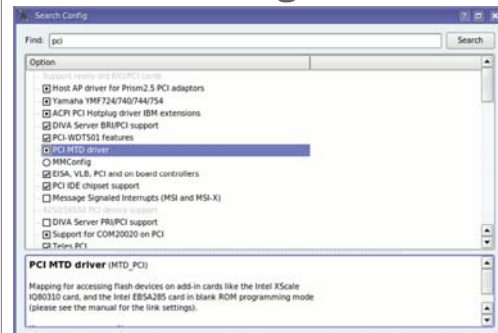 Search Config
Find: pci
Search
Option
Support really old RIO/PCI cards
Host AP driver for Prism2.5 PCI adaptors
Yamaha YMF724/740/744/754
ACPI PCI Hotplug driver IBM extensions
DIVA Server BRI/PCI support
PCI-WDT501 features
PCI MTD driver
MMConfig
EISA, VLB, PCI and on board controllers
PCI IDE chipset support
Message Signaled Interrupts (MSI and MSI-X)
8250/16550 PCI device support
DIVA Server PRI/PCI support
Support for COM20020 on PCI
Teles PCI
PCI MTD driver (MTD_PCI)
Mapping for accessing flash devices on add-in cards like the Intel XScale
IQ80310 card, and the Intel EBSA285 card in blank ROM programming mode
(please see the manual for the link settings).